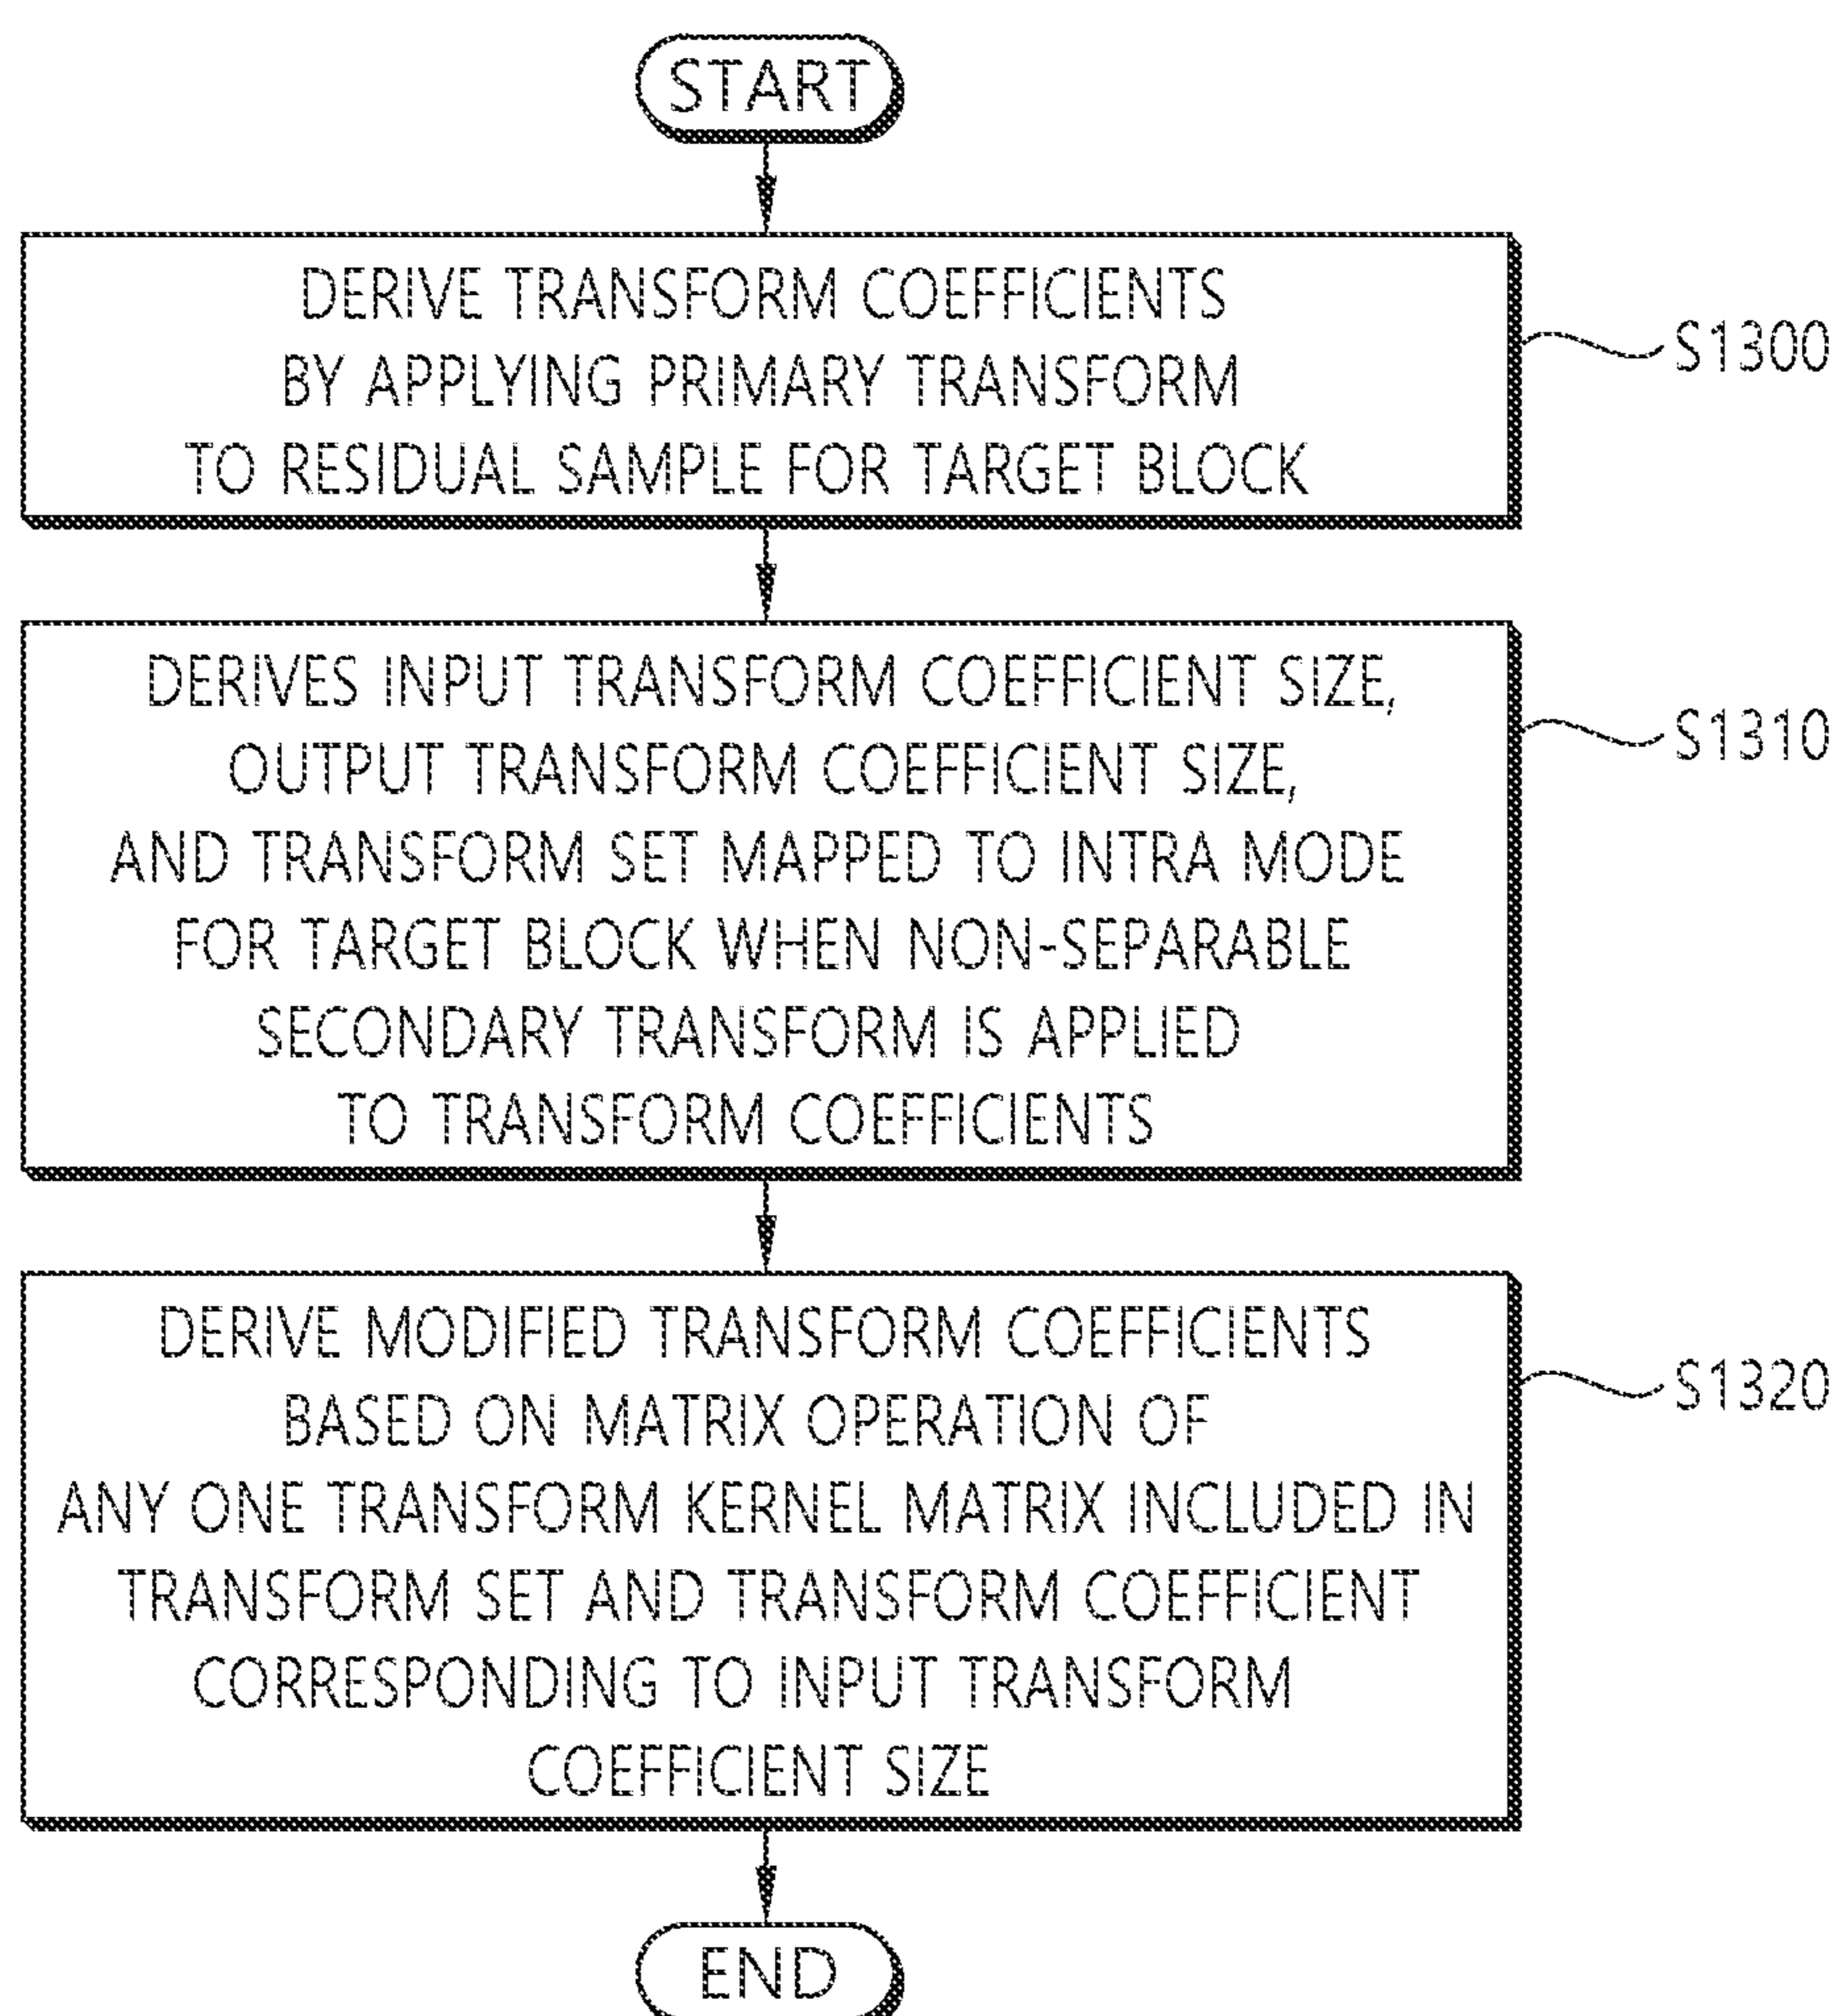 START
DERIVE TRANSFORM COEFFICIENTS
BY APPLYING PRIMARY TRANSFORM
TO RESIDUAL SAMPLE FOR TARGET BLOCK
S1300
DERIVES INPUT TRANSFORM COEFFICIENT SIZE,
OUTPUT TRANSFORM COEFFICIENT SIZE,
AND TRANSFORM SET MAPPED TO INTRA MODE
FOR TARGET BLOCK WHEN NON-SEPARABLE
SECONDARY TRANSFORM IS APPLIED
TO TRANSFORM COEFFICIENTS
S1310
DERIVE MODIFIED TRANSFORM COEFFICIENTS
BASED ON MATRIX OPERATION OF
ANY ONE TRANSFORM KERNEL MATRIX INCLUDED IN
TRANSFORM SET AND TRANSFORM COEFFICIENT
CORRESPONDING TO INPUT TRANSFORM
COEFFICIENT SIZE
S1320
END